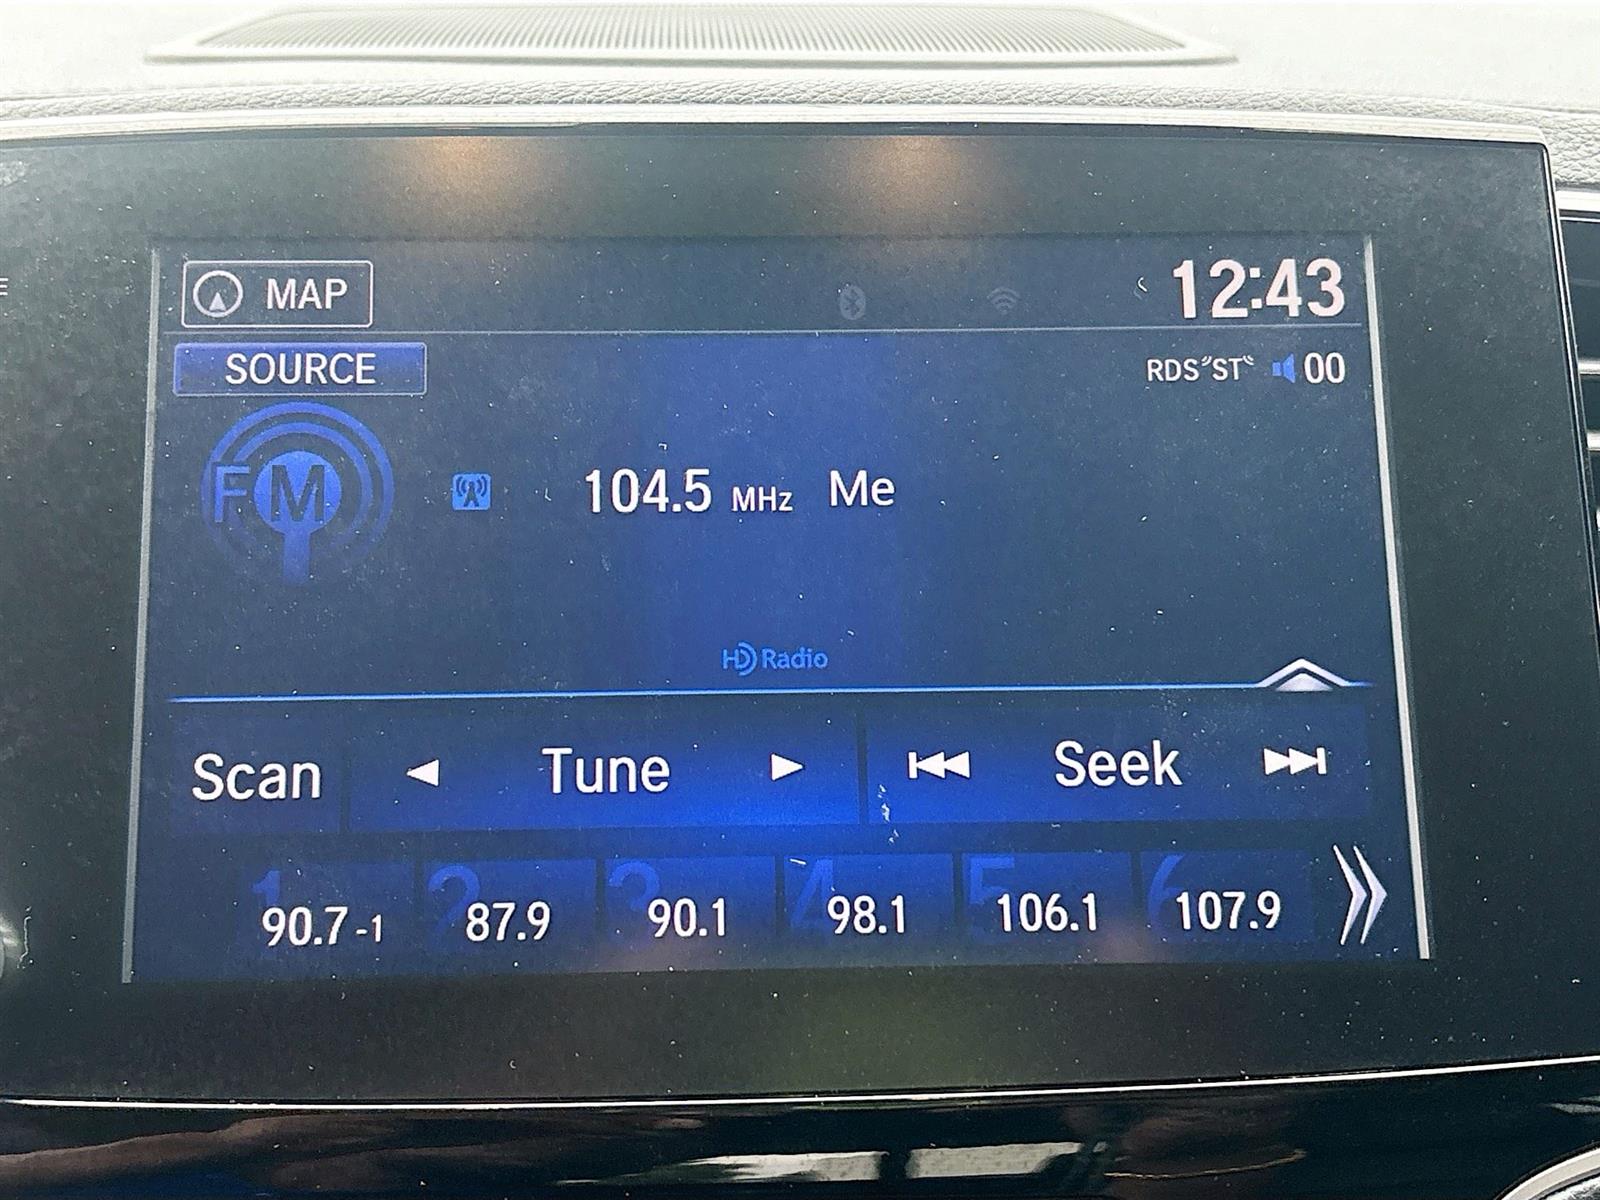 MAP
12:43
SOURCE
RDS "ST" 00
FM
104.5 MHz Me
HD Radio
Scan Tune Seek
1 2 3 4 5 6
90.7-1 87.9 90.1 98.1 106.1 107.9